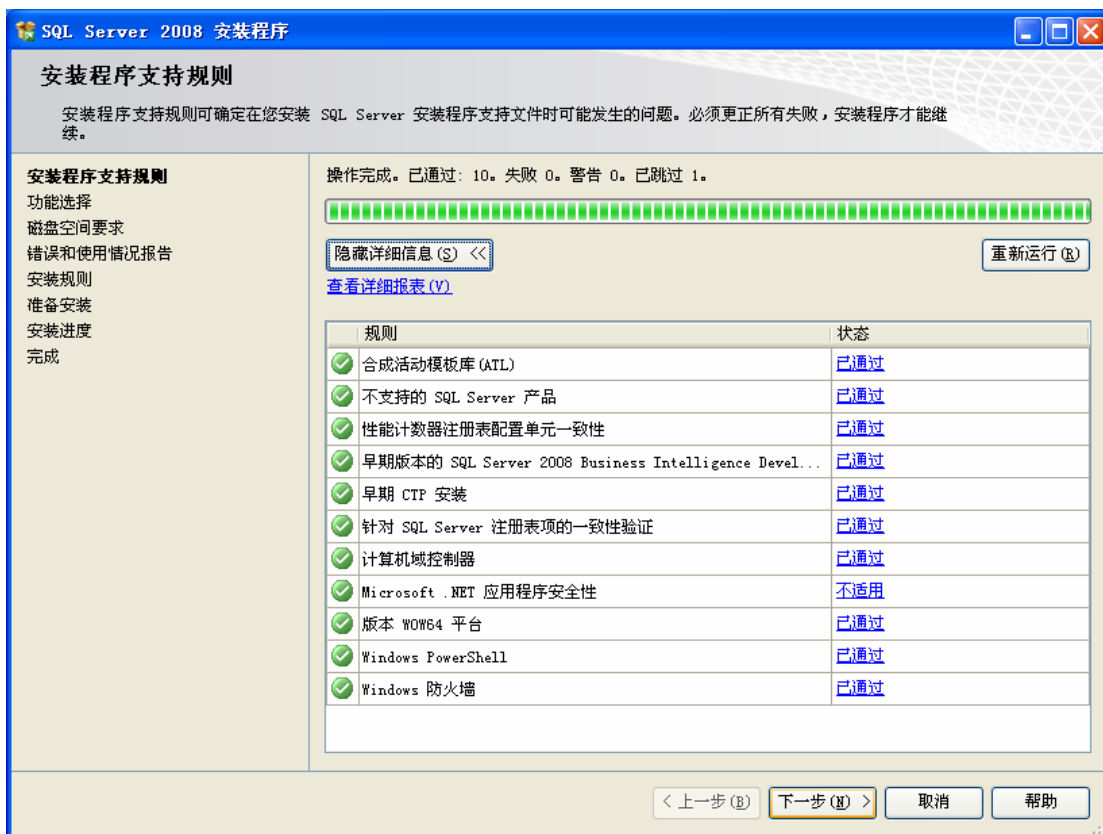 SQL Server 2008 安装程序
安装程序支持规则
安装程序支持规则可确定在您安装 SQL Server 安装程序支持文件时可能发生的问题。必须更正所有失败，安装程序才能继
续。
安装程序支持规则
功能选择
磁盘空间要求
错误和使用情况报告
安装规则
准备安装
安装进度
完成
操作完成。已通过: 10。失败 0。警告 0。已跳过 1。
隐藏详细信息(S) <<
重新运行(R)
查看详细报表(V)
规则 状态
合成活动模板库(ATL) 已通过
不支持的 SQL Server 产品 已通过
性能计数器注册表配置单元一致性 已通过
早期版本的 SQL Server 2008 Business Intelligence Devel... 已通过
早期 CTP 安装 已通过
针对 SQL Server 注册表项的一致性验证 已通过
计算机域控制器 已通过
Microsoft .NET 应用程序安全性 不适用
版本 WOW64 平台 已通过
Windows PowerShell 已通过
Windows 防火墙 已通过
< 上一步(B) 下一步(N) > 取消 帮助